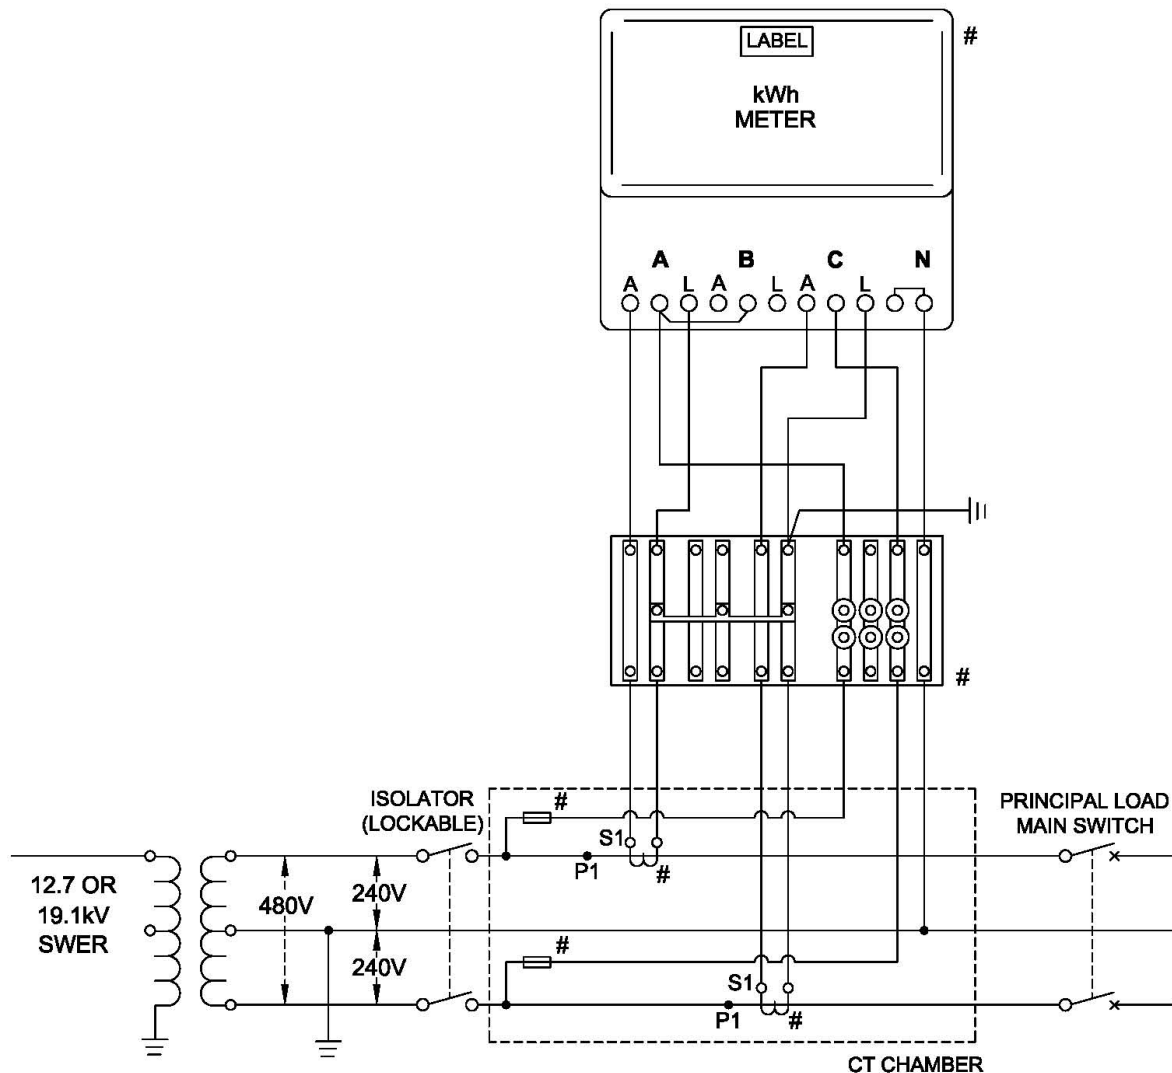 LABEL
#
kWh
METER
A B C N
A L A L A L
#
ISOLATOR
(LOCKABLE)
#
PRINCIPAL LOAD
MAIN SWITCH
S1
P1
#
12.7 OR
19.1kV
SWER
480V
240V
240V
#
S1
P1
#
CT CHAMBER